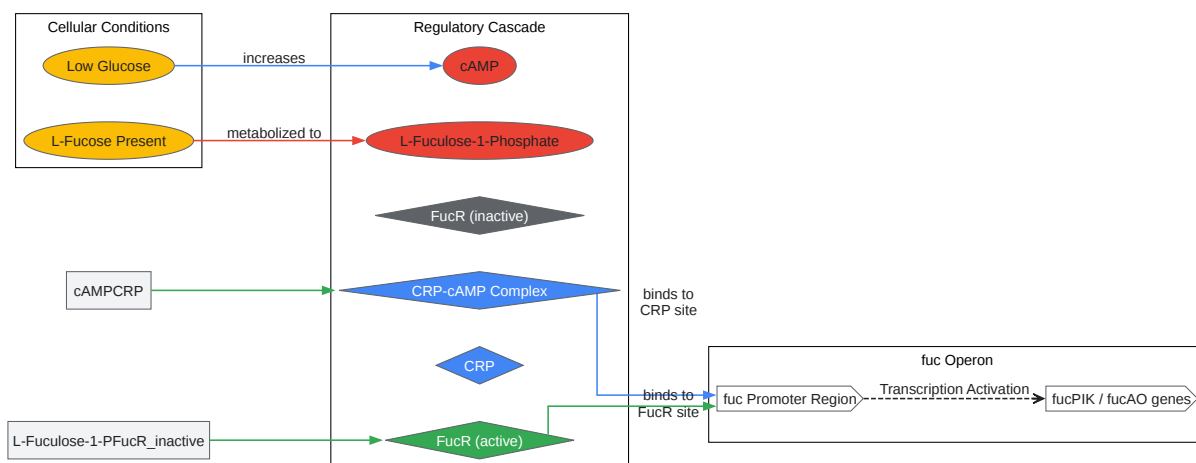 Cellular Conditions
Regulatory Cascade
Low Glucose
increases
cAMP
L-Fucose Present
metabolized to
L-Fuculose-1-Phosphate
FucR (inactive)
cAMPCRP
CRP-cAMP Complex
binds to
CRP site
fuc Operon
CRP
binds to
FucR site
fuc Promoter Region
Transcription Activation
fucPIK / fucAO genes
L-Fuculose-1-PFucR_inactive
FucR (active)